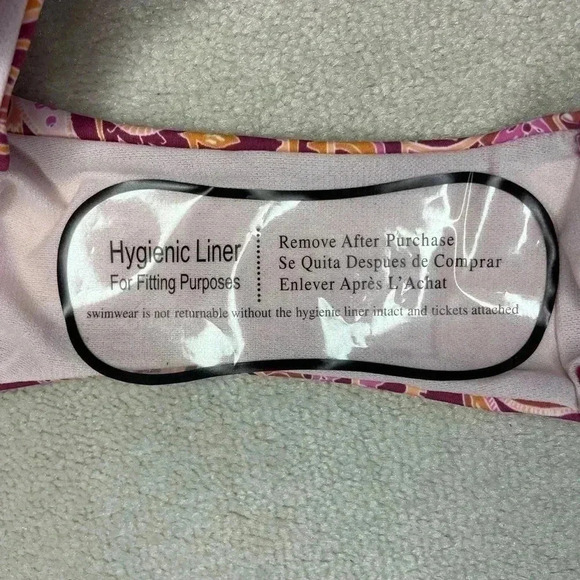 Hygienic Liner
For Fitting Purposes
Remove After Purchase
Se Quita Despues de Comprar
Enlever Après L'Achat
swimwear is not returnable without the hygienic liner intact and tickets attached